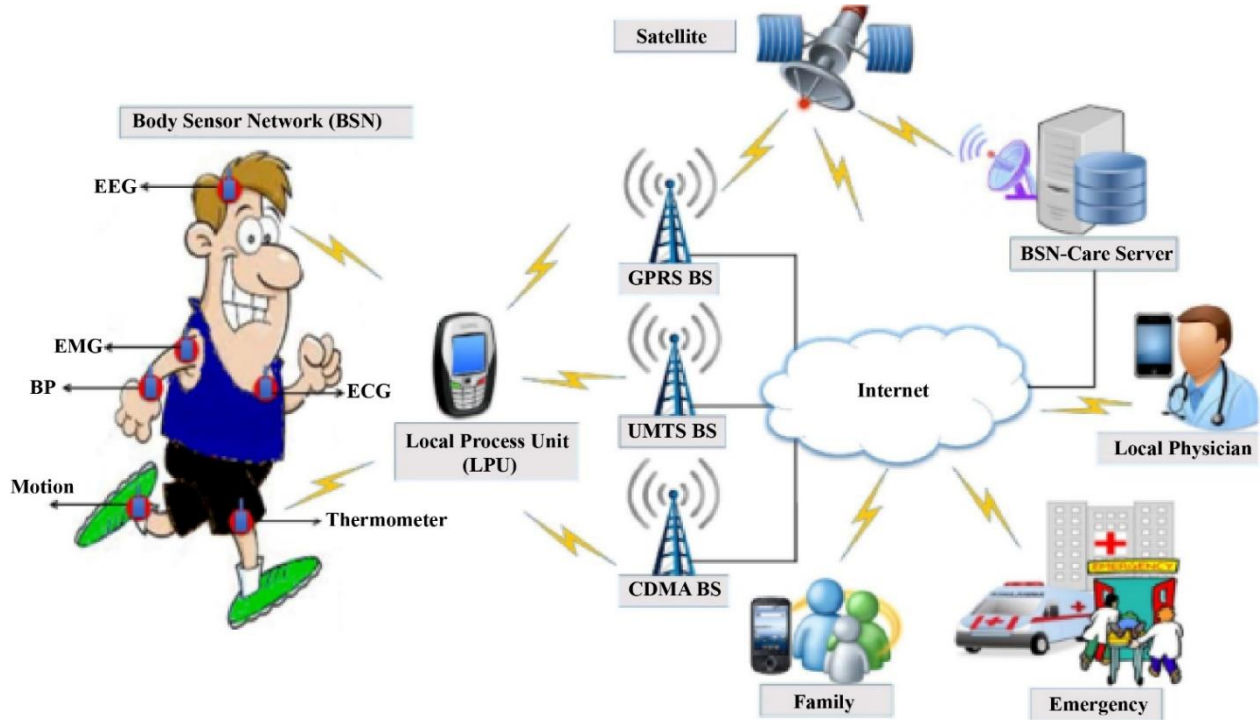 Satellite
Body Sensor Network (BSN)
EEG
EMG
BP
ECG
Motion
Thermometer
Local Process Unit
(LPU)
GPRS BS
UMTS BS
CDMA BS
Internet
BSN-Care Server
Local Physician
EMERGENCY
Family
Emergency